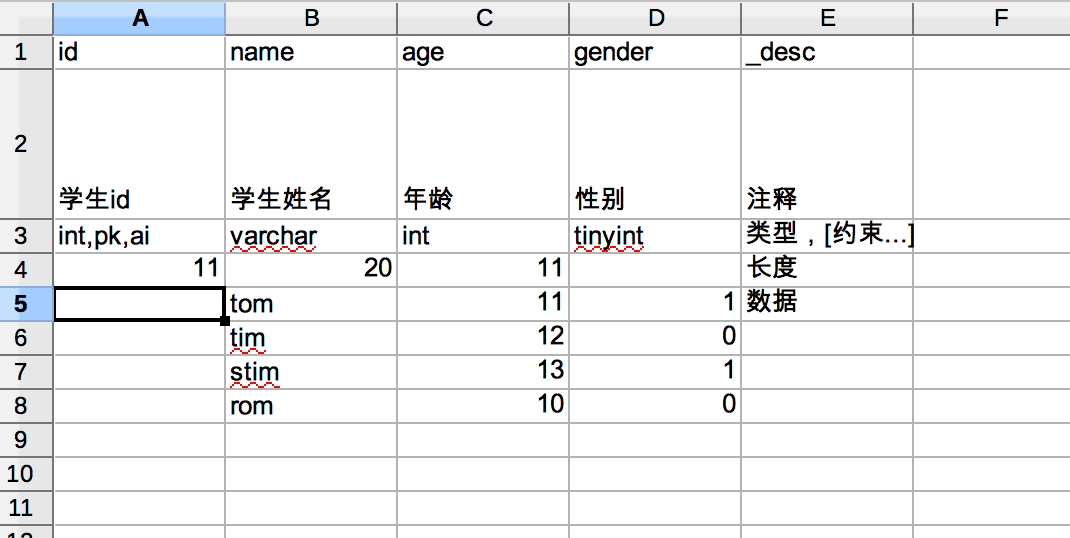 A B C D E F
1 id name age gender _desc
2 学生id 学生姓名 年龄 性别 注释
3 int,pk,ai varchar int tinyint 类型，[约束...]
4 11 20 11 长度
5 tom 11 1 数据
6 tim 12 0
7 stim 13 1
8 rom 10 0
9
10
11